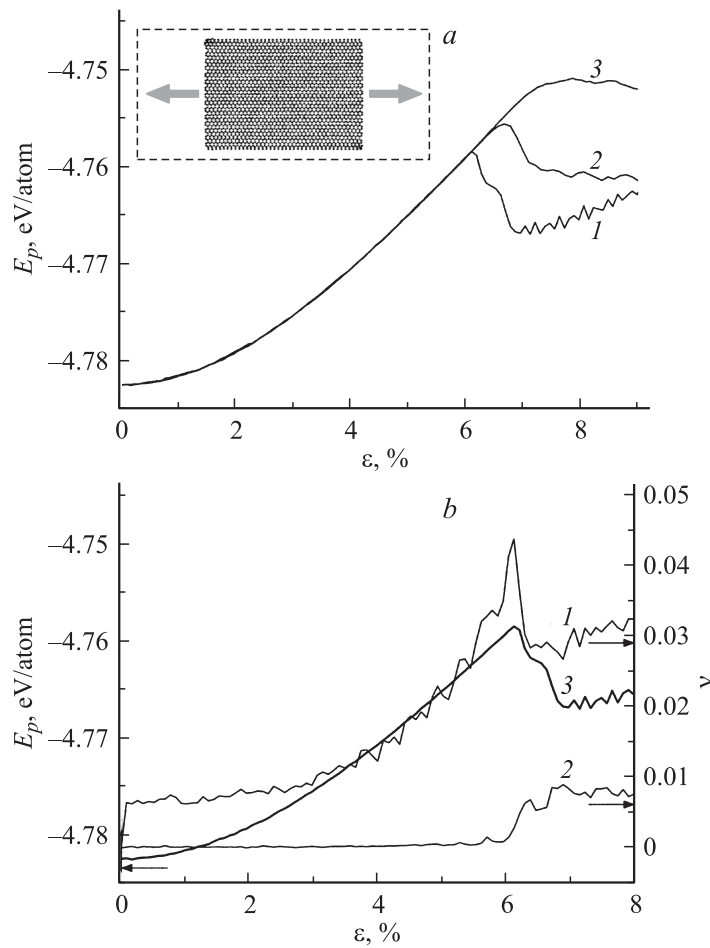 a
–4.75
–4.76
–4.77
–4.78
E_p, eV/atom
3
2
1
0 2 4 6 8
ε, %
b
–4.75
–4.76
–4.77
–4.78
E_p, eV/atom
0.05
0.04
0.03
0.02
0.01
0
ν
1
3
2
0 2 4 6 8
ε, %